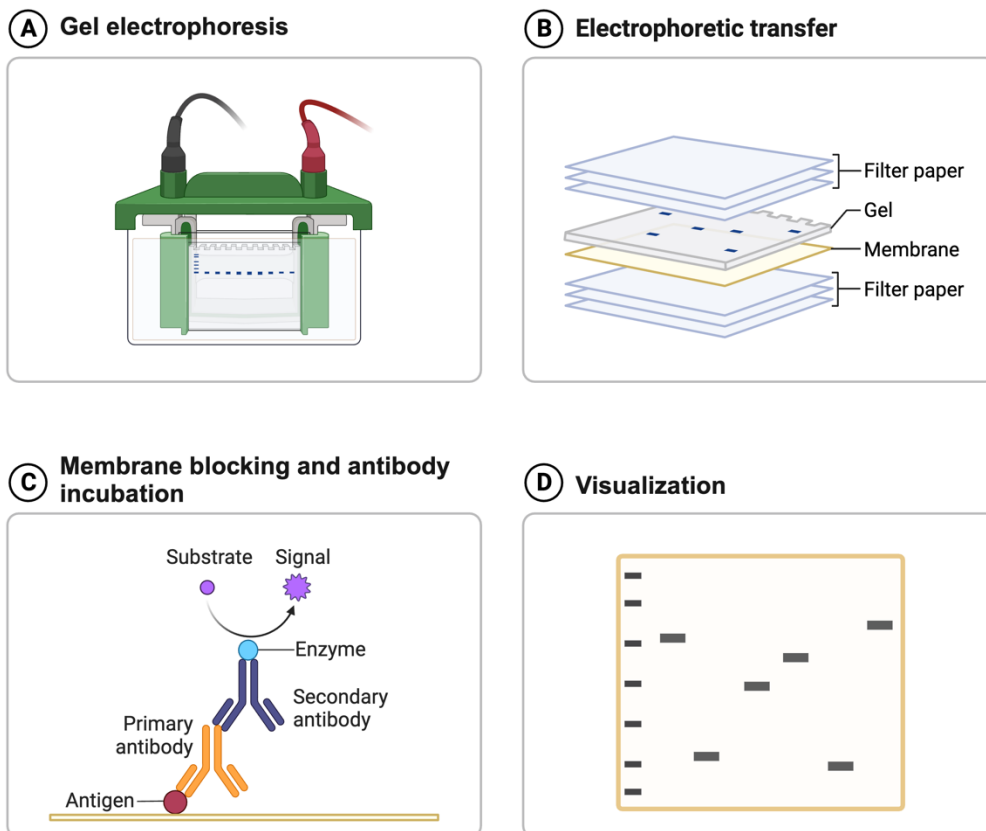 A Gel electrophoresis
B Electrophoretic transfer
Filter paper
Gel
Membrane
Filter paper
C Membrane blocking and antibody
incubation
Substrate Signal
Enzyme
Secondary
antibody
Primary
antibody
Antigen
D Visualization